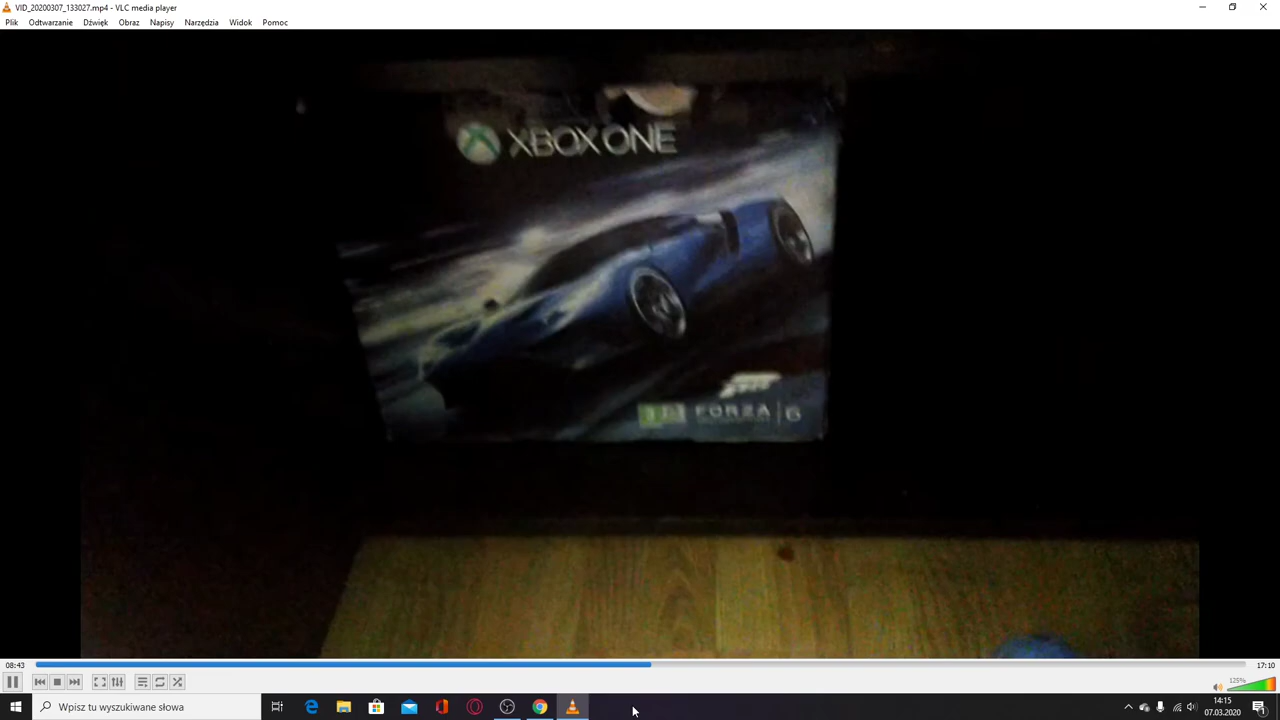 VID_20200307_133027.mp4 - VLC media player
Plik Odtwarzanie Dźwięk Obraz Napisy Narzędzia Widok Pomoc
XBOX ONE
FORZA | 6
08:43
17:10
125%
Wpisz tu wyszukiwane słowa
14:15
07.03.2020